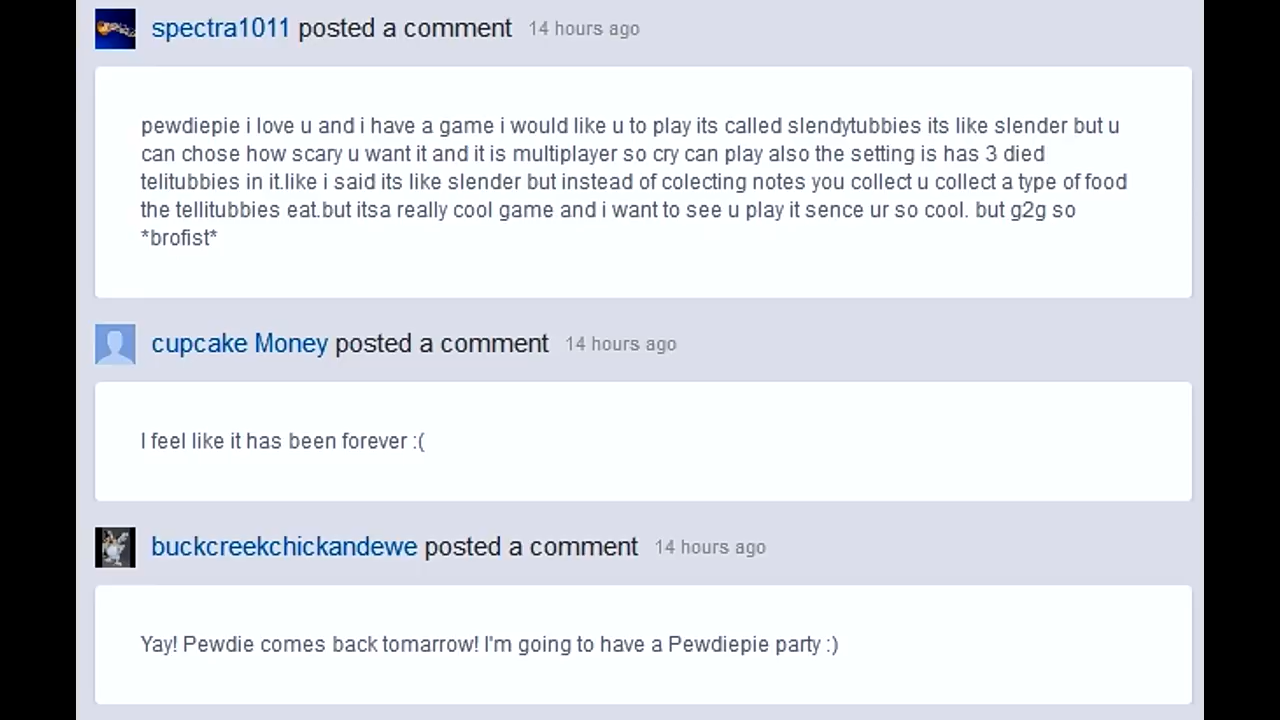 spectra1011 posted a comment 14 hours ago
pewdiepie i love u and i have a game i would like u to play its called slendytubbies its like slender but u
can chose how scary u want it and it is multiplayer so cry can play also the setting is has 3 died
telitubbies in it.like i said its like slender but instead of colecting notes you collect u collect a type of food
the tellitubbies eat.but itsa really cool game and i want to see u play it sence ur so cool. but g2g so
*brofist*
cupcake Money posted a comment 14 hours ago
I feel like it has been forever :(
buckcreekchickandewe posted a comment 14 hours ago
Yay! Pewdie comes back tomarrow! I'm going to have a Pewdiepie party :)